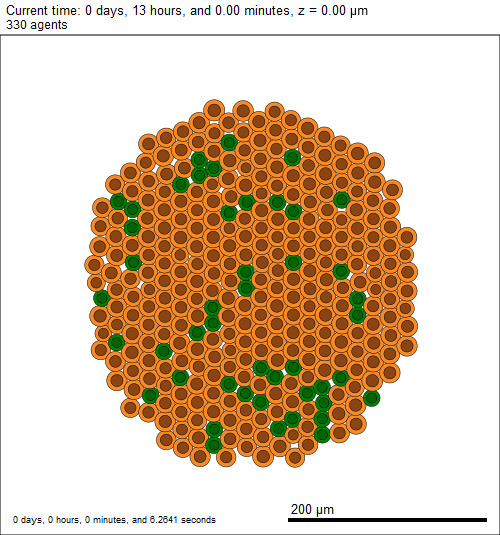 Current time: 0 days, 13 hours, and 0.00 minutes, z = 0.00 μm
330 agents
200 μm
0 days, 0 hours, 0 minutes, and 6.2641 seconds